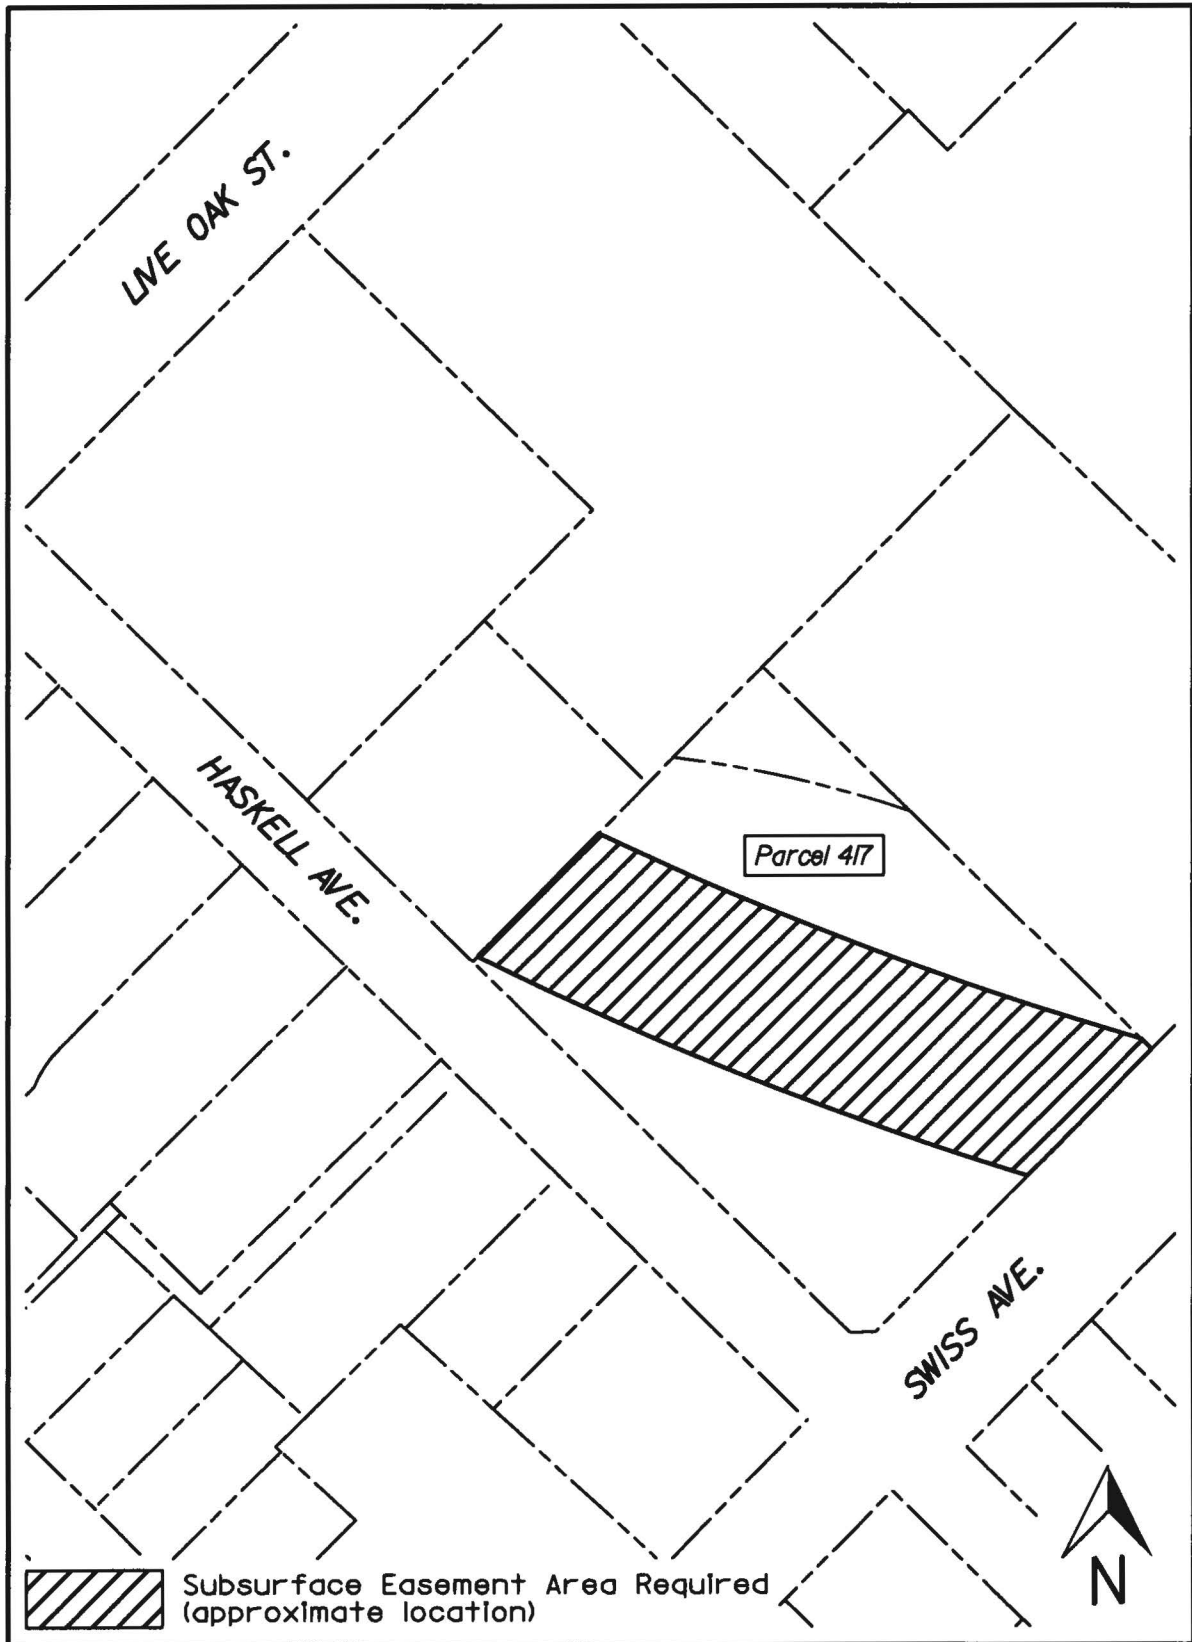 LIVE OAK ST.
HASKELL AVE.
Parcel 417
SWISS AVE.
N
Subsurface Easement Area Required
(approximate location)